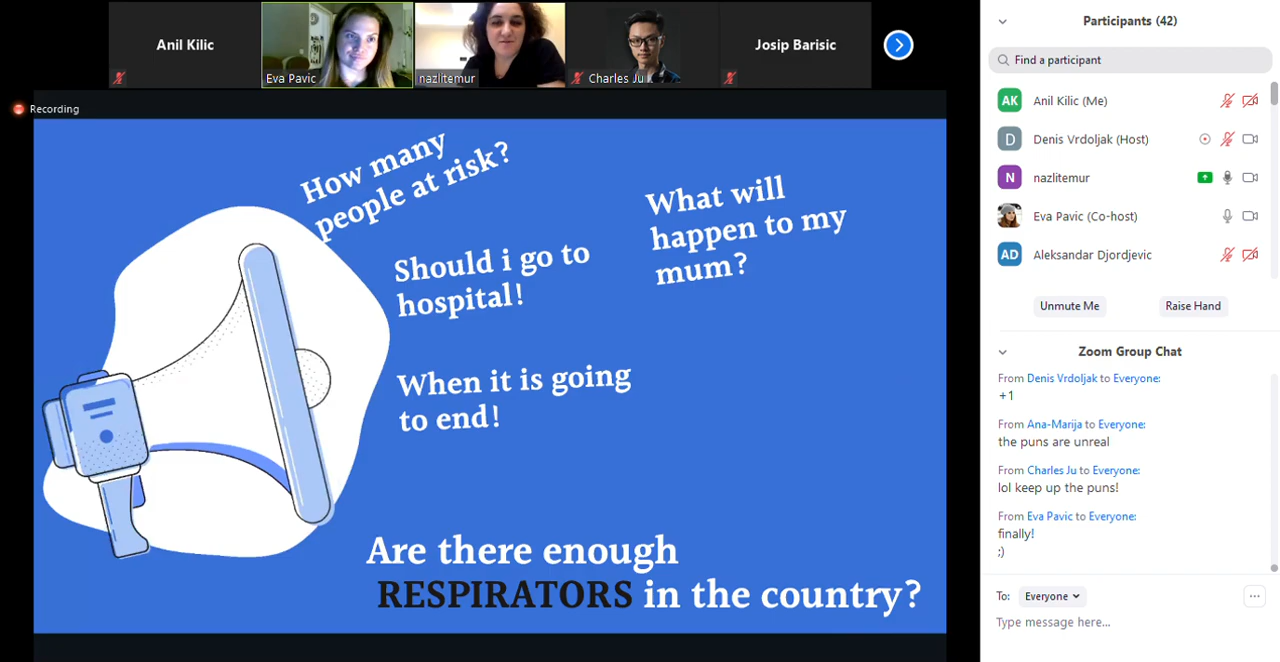 Anil Kilic
Eva Pavic
nazlitemur
Charles Ju
Josip Barisic
Recording
How many
people at risk?
What will
happen to my
mum?
Should i go to
hospital!
When it is going
to end!
Are there enough
RESPIRATORS in the country?
Participants (42)
Find a participant
AK
Anil Kilic (Me)
D
Denis Vrdoljak (Host)
N
nazlitemur
Eva Pavic (Co-host)
AD
Aleksandar Djordjevic
Unmute Me
Raise Hand
Zoom Group Chat
From Denis Vrdoljak to Everyone:
+1
From Ana-Marija to Everyone:
the puns are unreal
From Charles Ju to Everyone:
lol keep up the puns!
From Eva Pavic to Everyone:
finally!
;)
To: Everyone
Type message here...